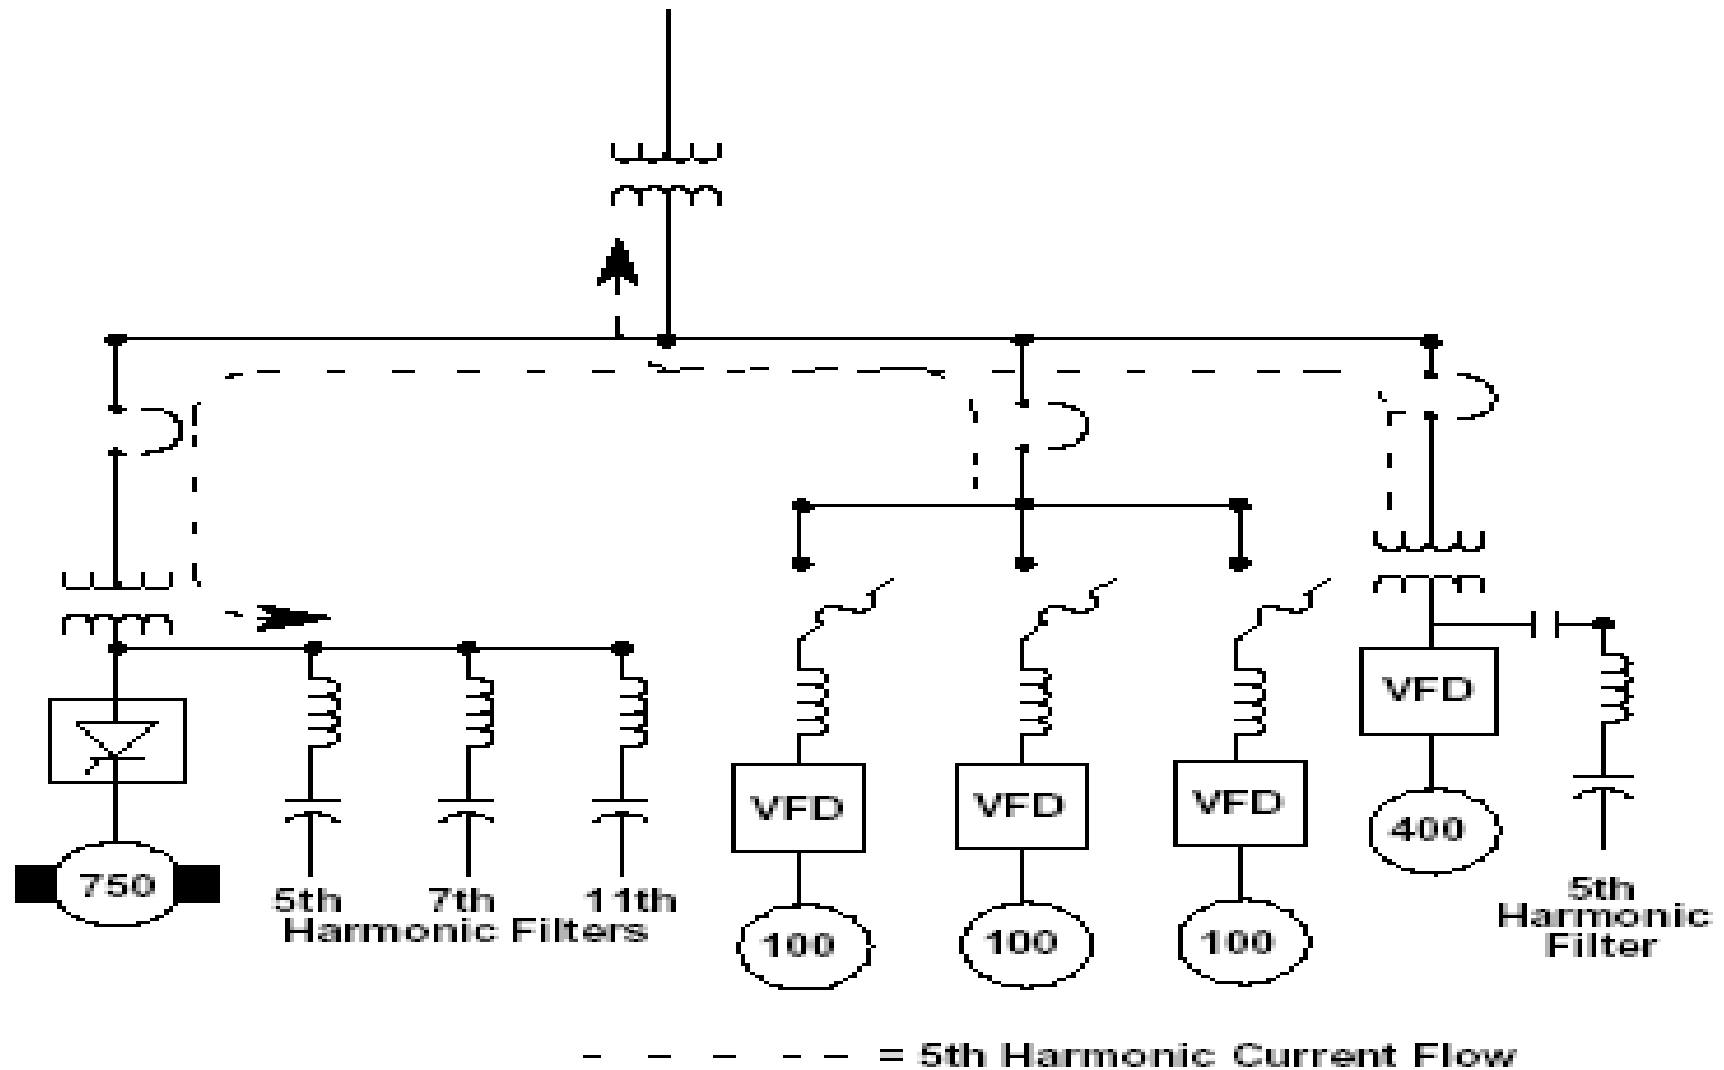 VFD
VFD
VFD
VFD
400
750
5th
7th
11th
Harmonic Filters
5th
Harmonic
Filter
100
100
100
= 5th Harmonic Current Flow